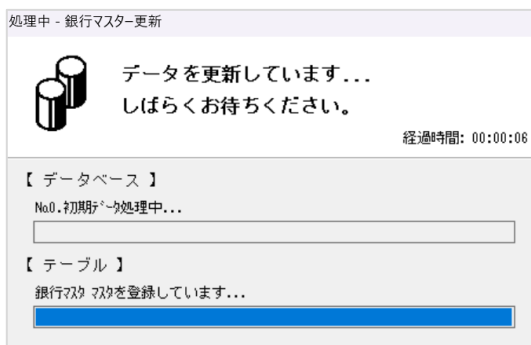 処理中 - 銀行マスター更新
データを更新しています...
しばらくお待ちください。
経過時間: 00:00:06
【 データベース 】
No0.初期ﾃﾞｰﾀ処理中...
【 テーブル 】
銀行ﾏｽﾀ ﾏｽﾀを登録しています...